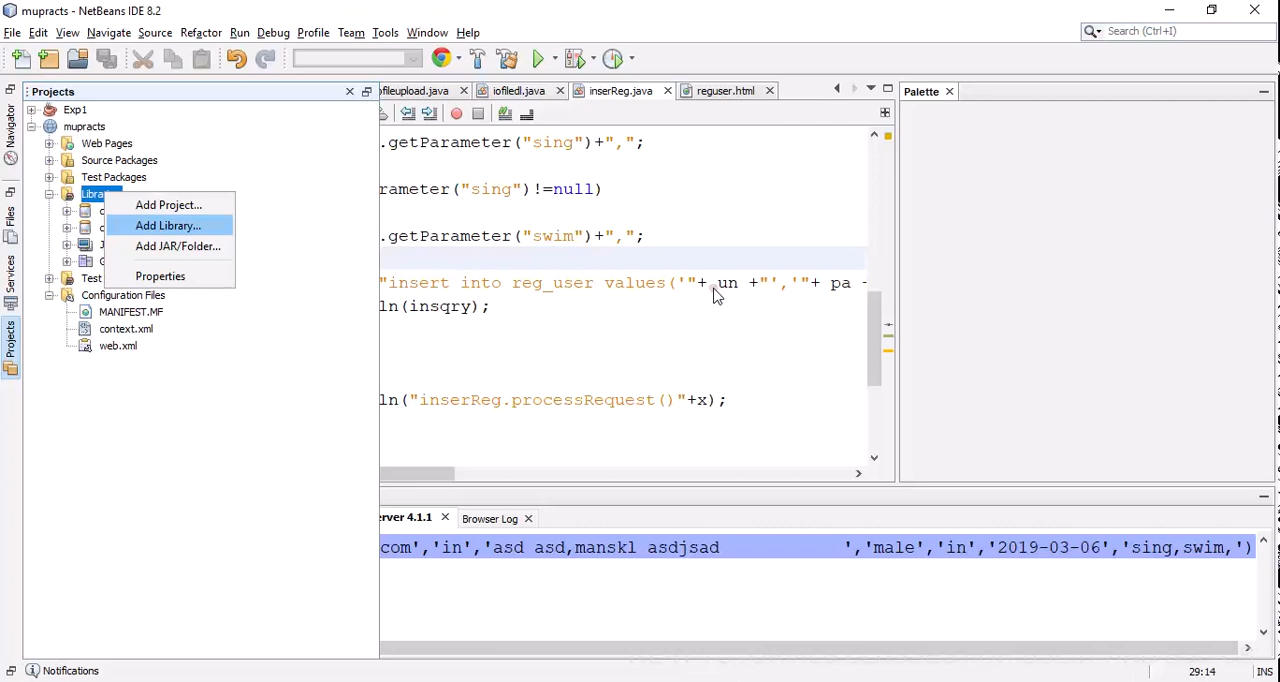 mupracts - NetBeans IDE 8.2
File Edit View Navigate Source Refactor Run Debug Profile Team Tools Window Help
Search (Ctrl+I)
Projects
ofileupload.java iofiledl.java inserReg.java reguser.html
Palette
Navigator
Files
Services
Projects
Exp1
mupracts
Web Pages
Source Packages
Test Packages
Add Project...
Add Library...
Add JAR/Folder...
Properties
Test
Configuration Files
MANIFEST.MF
context.xml
web.xml
.getParameter("sing")+",";
rameter("sing")!=null)
.getParameter("swim")+",";
"insert into reg_user values('"+ un +"','"+ pa
ln(insqry);
ln("inserReg.processRequest()"+x);
erver 4.1.1 Browser Log
com','in','asd asd,manskl asdjsad ','male','in','2019-03-06','sing,swim,')
Notifications
29:14
INS